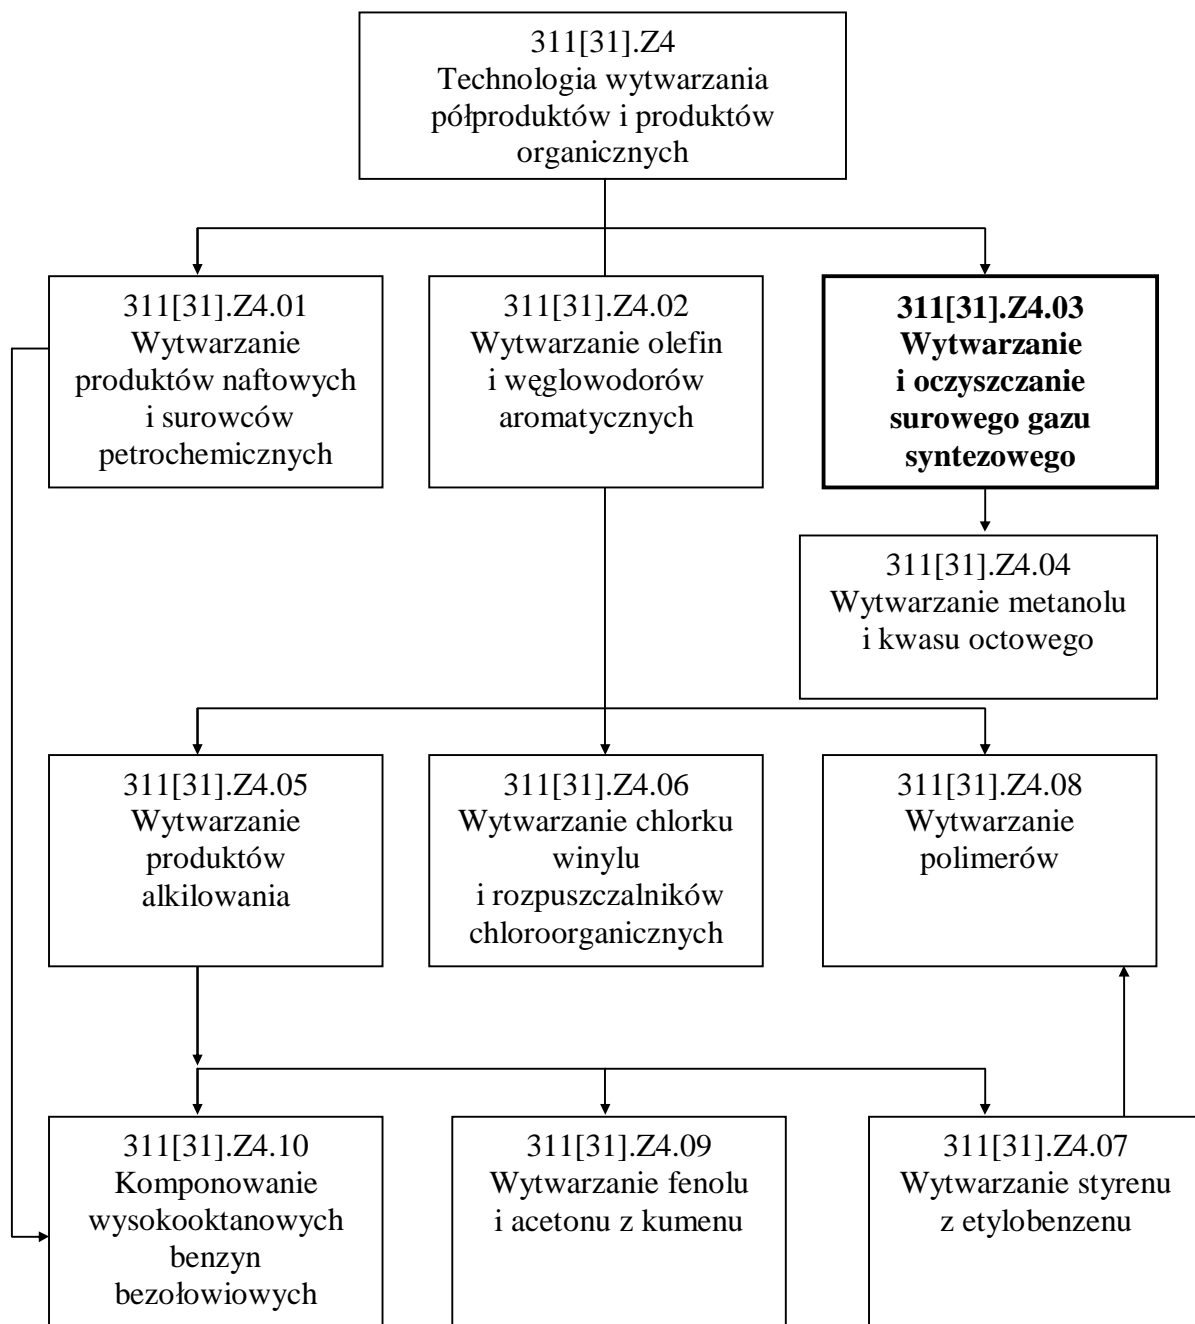 311[31].Z4
Technologia wytwarzania
półproduktów i produktów
organicznych
311[31].Z4.01
Wytwarzanie
produktów naftowych
i surowców
petrochemicznych
311[31].Z4.02
Wytwarzanie olefin
i węglowodorów
aromatycznych
311[31].Z4.03
Wytwarzanie
i oczyszczanie
surowego gazu
syntezowego
311[31].Z4.04
Wytwarzanie metanolu
i kwasu octowego
311[31].Z4.05
Wytwarzanie
produktów
alkilowania
311[31].Z4.06
Wytwarzanie chlorku
winylu
i rozpuszczalników
chloroorganicznych
311[31].Z4.08
Wytwarzanie
polimerów
311[31].Z4.10
Komponowanie
wysokooktanowych
benzyn
bezołowiowych
311[31].Z4.09
Wytwarzanie fenolu
i acetonu z kumenu
311[31].Z4.07
Wytwarzanie styrenu
z etylobenzenu